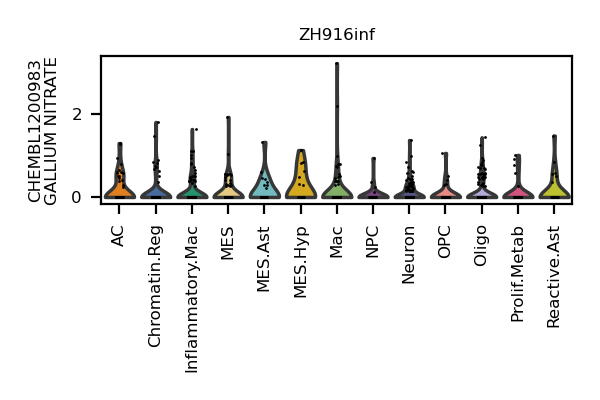 ZH916inf
CHEMBL1200983
GALLIUM NITRATE
2
0
AC
Chromatin.Reg
Inflammatory.Mac
MES
MES.Ast
MES.Hyp
Mac
NPC
Neuron
OPC
Oligo
Prolif.Metab
Reactive.Ast